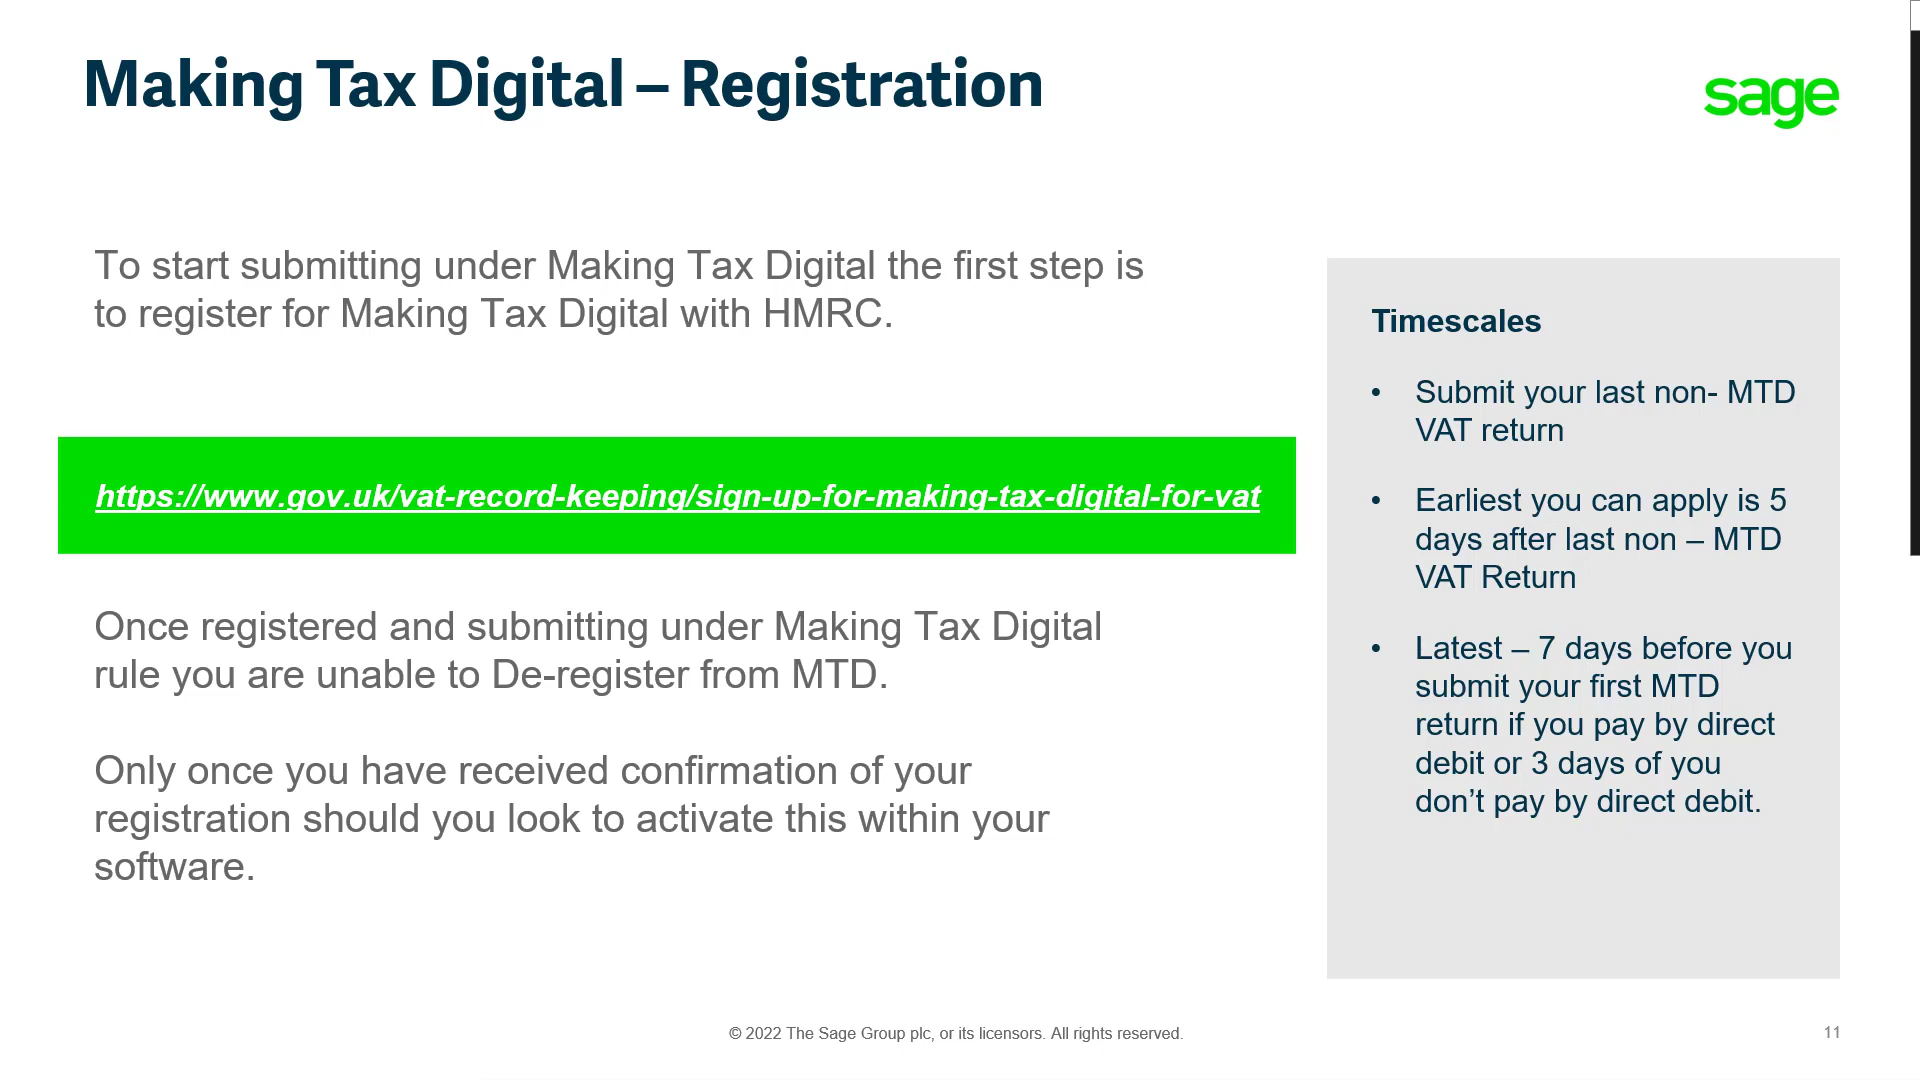 Making Tax Digital – Registration
sage
To start submitting under Making Tax Digital the first step is
to register for Making Tax Digital with HMRC.
https://www.gov.uk/vat-record-keeping/sign-up-for-making-tax-digital-for-vat
Once registered and submitting under Making Tax Digital
rule you are unable to De-register from MTD.
Only once you have received confirmation of your
registration should you look to activate this within your
software.
Timescales
• Submit your last non- MTD
VAT return
• Earliest you can apply is 5
days after last non – MTD
VAT Return
• Latest – 7 days before you
submit your first MTD
return if you pay by direct
debit or 3 days of you
don’t pay by direct debit.
© 2022 The Sage Group plc, or its licensors. All rights reserved.
11